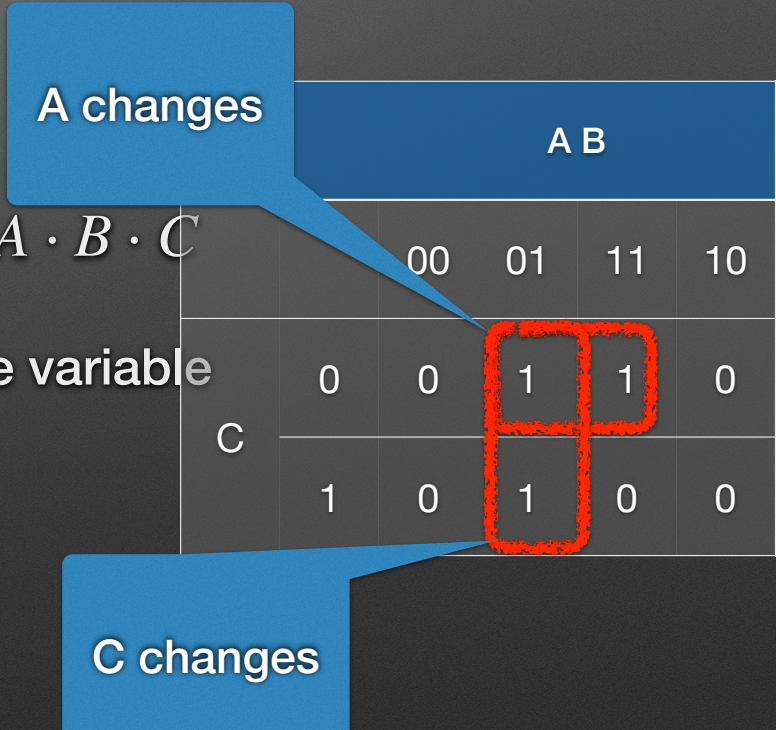 A changes
A B
A · B · C
00 01 11 10
variable
0 0 1 1 0
C
1 0 1 0 0
C changes